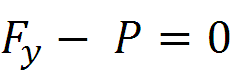 F_y − P = 0